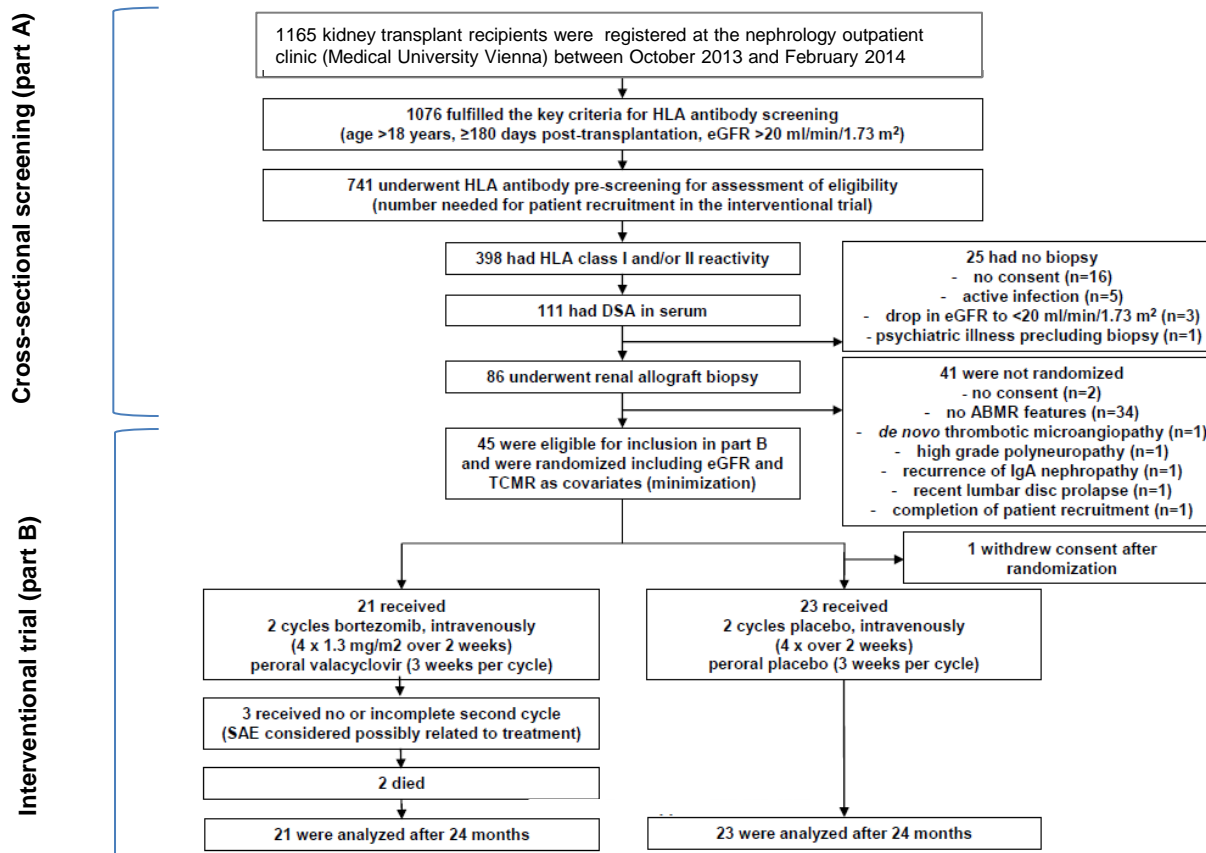 Cross-sectional screening (part A)
1165 kidney transplant recipients were registered at the nephrology outpatient
clinic (Medical University Vienna) between October 2013 and February 2014
1076 fulfilled the key criteria for HLA antibody screening
(age >18 years, ≥180 days post-transplantation, eGFR >20 ml/min/1.73 m²)
741 underwent HLA antibody pre-screening for assessment of eligibility
(number needed for patient recruitment in the interventional trial)
398 had HLA class I and/or II reactivity
111 had DSA in serum
25 had no biopsy
- no consent (n=16)
- active infection (n=5)
- drop in eGFR to <20 ml/min/1.73 m² (n=3)
- psychiatric illness precluding biopsy (n=1)
86 underwent renal allograft biopsy
41 were not randomized
- no consent (n=2)
- no ABMR features (n=34)
- de novo thrombotic microangiopathy (n=1)
- high grade polyneuropathy (n=1)
- recurrence of IgA nephropathy (n=1)
- recent lumbar disc prolapse (n=1)
- completion of patient recruitment (n=1)
Interventional trial (part B)
45 were eligible for inclusion in part B
and were randomized including eGFR and
TCMR as covariates (minimization)
1 withdrew consent after
randomization
21 received
2 cycles bortezomib, intravenously
(4 x 1.3 mg/m2 over 2 weeks)
peroral valacyclovir (3 weeks per cycle)
23 received
2 cycles placebo, intravenously
(4 x over 2 weeks)
peroral placebo (3 weeks per cycle)
3 received no or incomplete second cycle
(SAE considered possibly related to treatment)
2 died
21 were analyzed after 24 months
23 were analyzed after 24 months